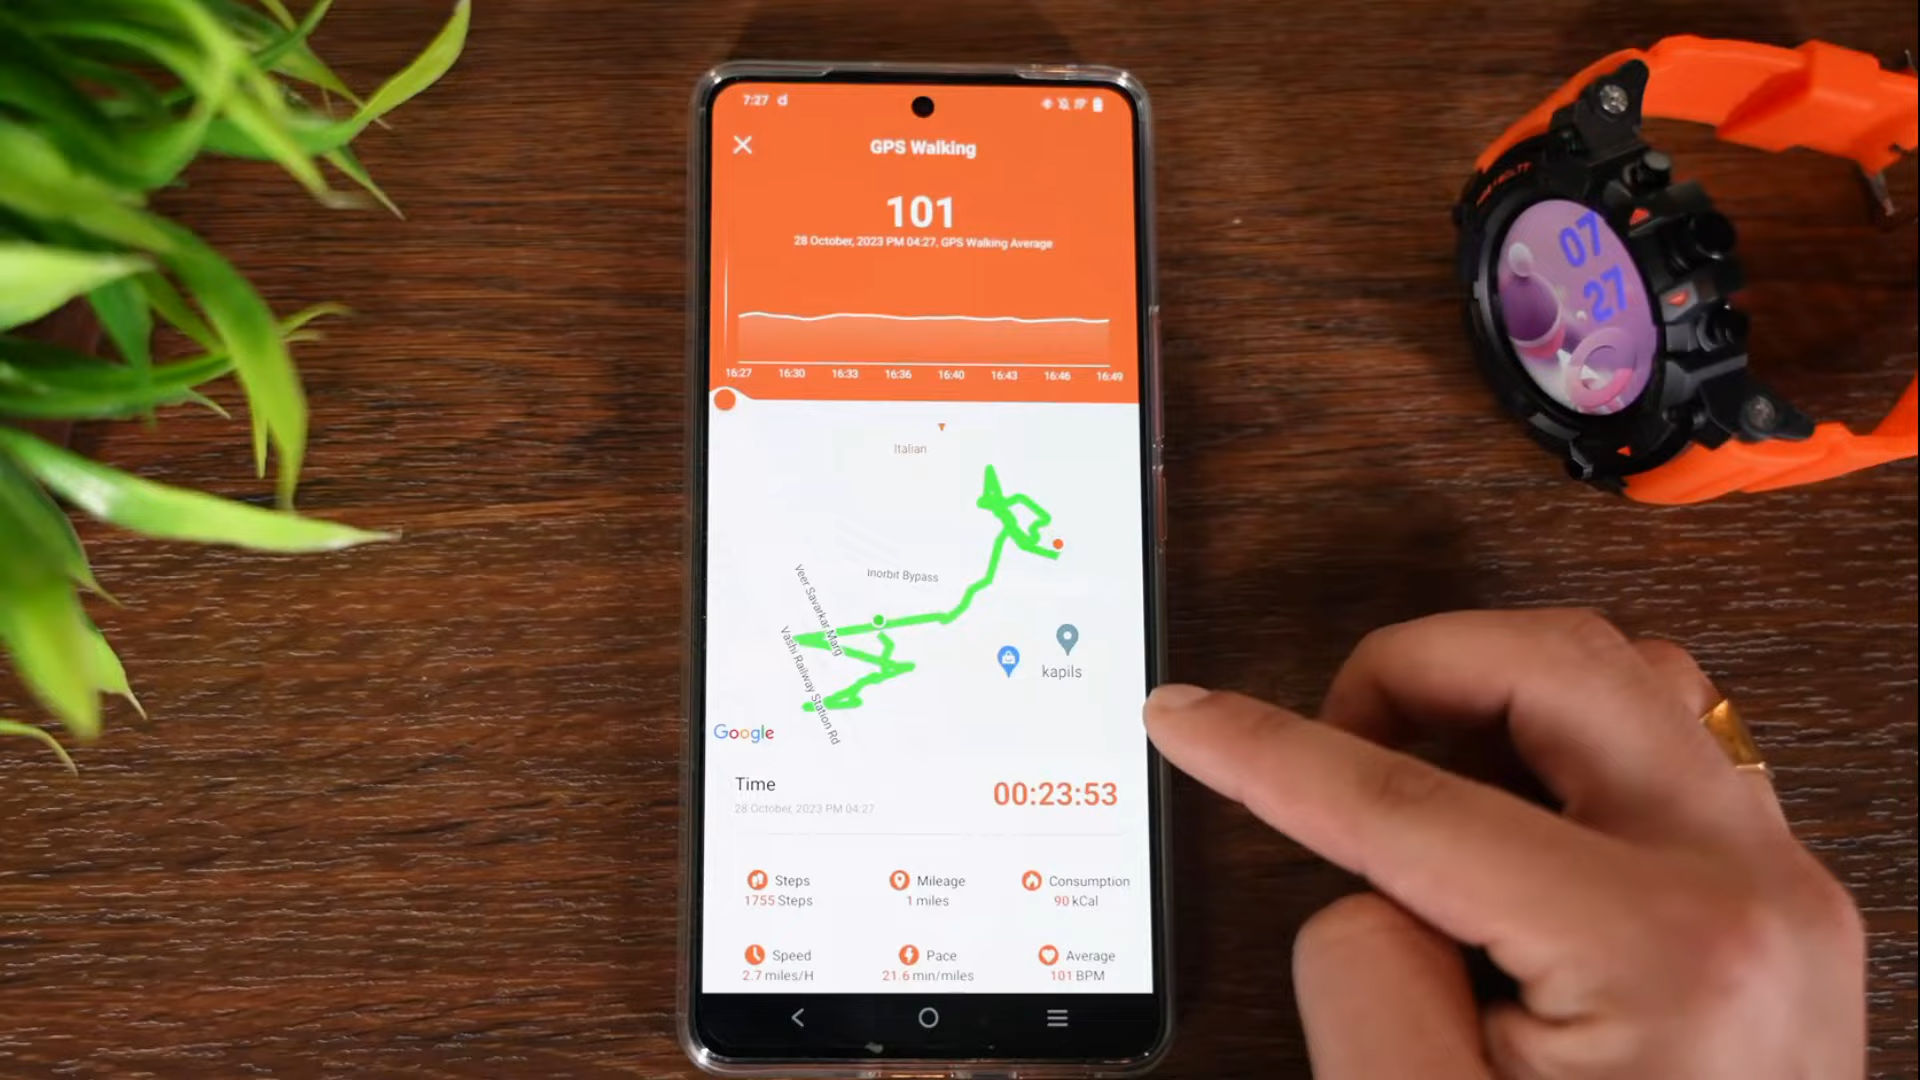 7:27
GPS Walking
101
28 October, 2023 PM 04:27, GPS Walking Average
16:27 16:30 16:33 16:36 16:40 16:43 16:46 16:49
Italian
Inorbit Bypass
Veer Savarkar Marg
Vashi Railway Station Rd
kapils
Google
Time
00:23:53
28 October, 2023 PM 04:27
Steps
1755 Steps
Mileage
1 miles
Consumption
90 kCal
Speed
2.7 miles/H
Pace
21.6 min/miles
Average
101 BPM
07
27